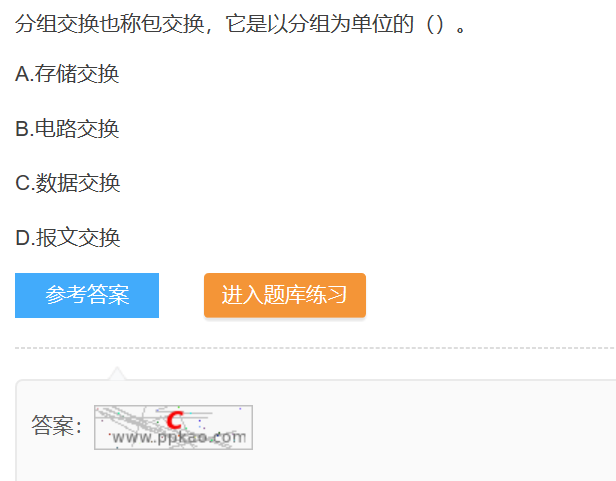 分组交换也称包交换，它是以分组为单位的（）。
A.存储交换
B.电路交换
C.数据交换
D.报文交换
参考答案 进入题库练习
答案： C
www.ppkao.com